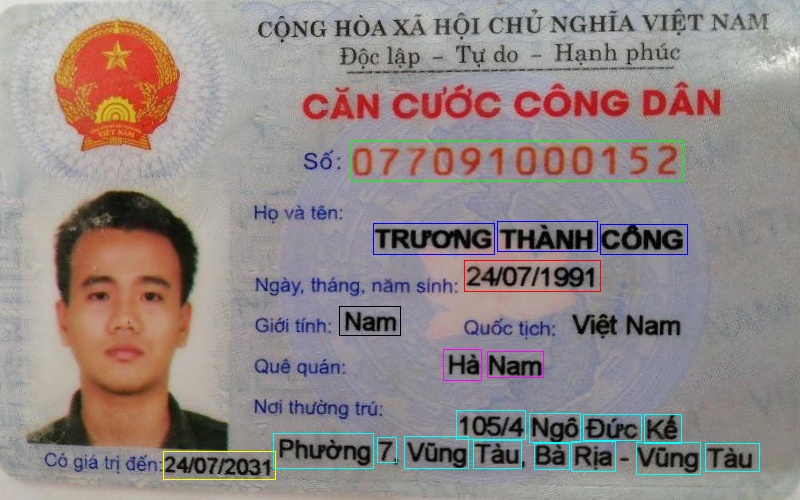 CỘNG HÒA XÃ HỘI CHỦ NGHĨA VIỆT NAM
Độc lập - Tự do - Hạnh phúc
CĂN CƯỚC CÔNG DÂN
Số: 077091000152
Họ và tên:
TRƯƠNG THÀNH CÔNG
Ngày, tháng, năm sinh: 24/07/1991
Giới tính: Nam Quốc tịch: Việt Nam
Quê quán: Hà Nam
Nơi thường trú:
105/4 Ngô Đức Kế
Phường 7, Vũng Tàu, Bà Rịa - Vũng Tàu
Có giá trị đến: 24/07/2031